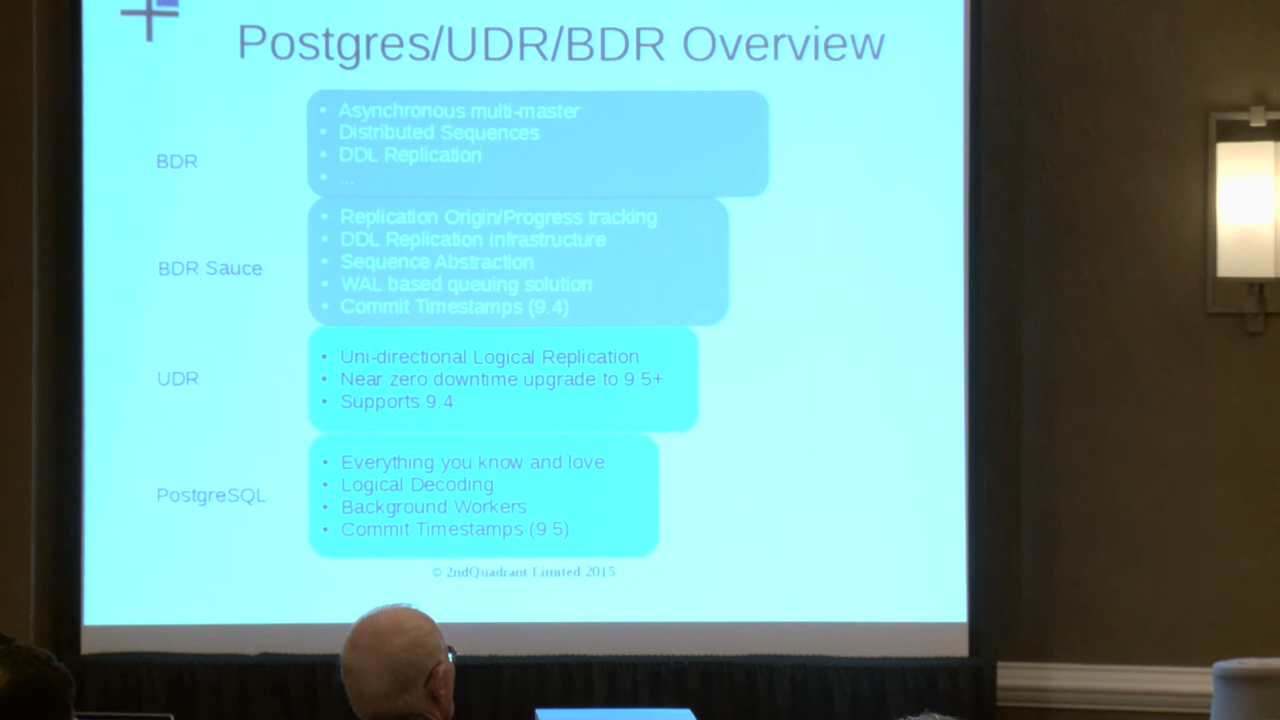 Postgres/UDR/BDR Overview
BDR
• Asynchronous multi-master
• Distributed Sequences
• DDL Replication
• ...
BDR Sauce
• Replication Origin/Progress tracking
• DDL Replication Infrastructure
• Sequence Abstraction
• WAL based queuing solution
• Commit Timestamps (9.4)
UDR
• Uni-directional Logical Replication
• Near zero downtime upgrade to 9.5+
• Supports 9.4
PostgreSQL
• Everything you know and love
• Logical Decoding
• Background Workers
• Commit Timestamps (9.5)
© 2ndQuadrant Limited 2015